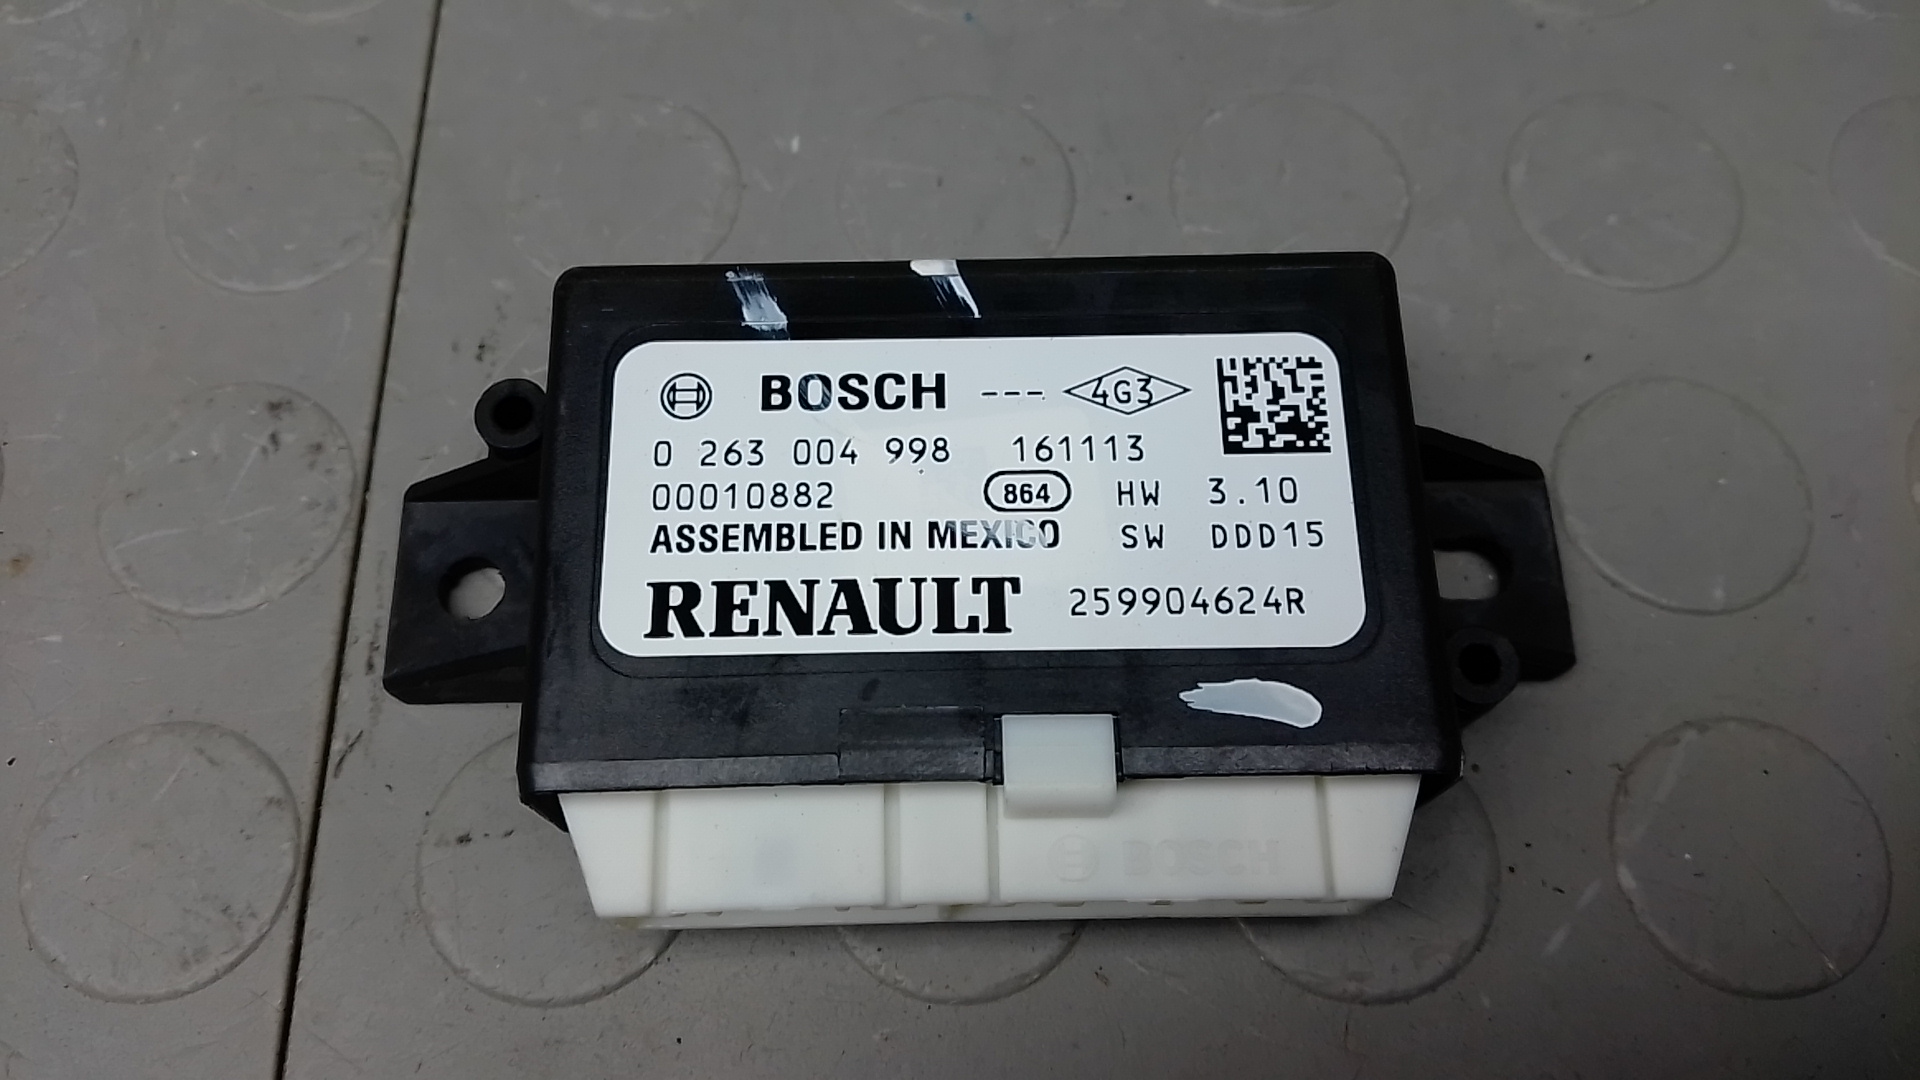 BOSCH --- 4G3
0 263 004 998 161113
00010882 864 HW 3.10
ASSEMBLED IN MEXICO SW DDD15
RENAULT 259904624R
BOSCH